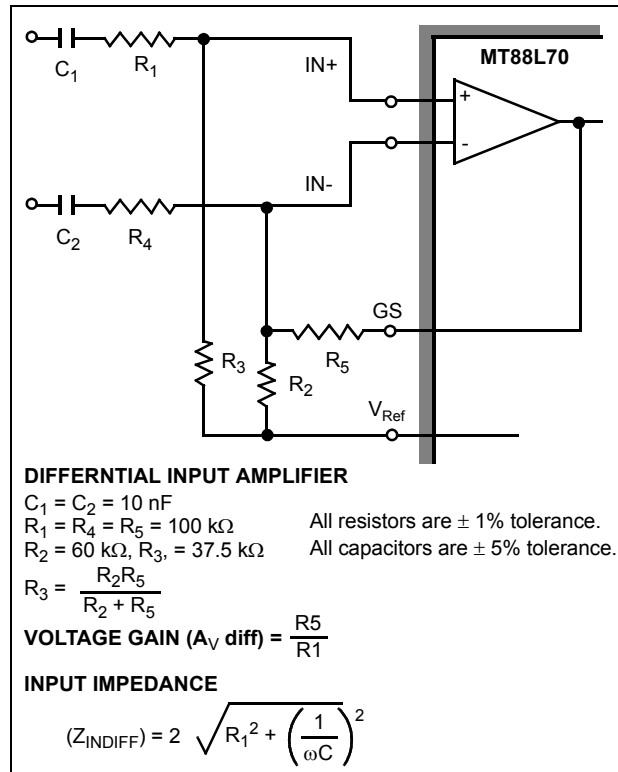 MT88L70
C1
R1
IN+
+
-
IN-
C2
R4
GS
R3
R2
R5
VRef
DIFFERNTIAL INPUT AMPLIFIER
C1 = C2 = 10 nF
R1 = R4 = R5 = 100 kΩ
All resistors are ± 1% tolerance.
R2 = 60 kΩ, R3, = 37.5 kΩ
All capacitors are ± 5% tolerance.
R3 = R2R5 / R2 + R5
VOLTAGE GAIN (AV diff) = R5 / R1
INPUT IMPEDANCE
(ZINDIFF) = 2 √ R1² + (1 / ωC)²